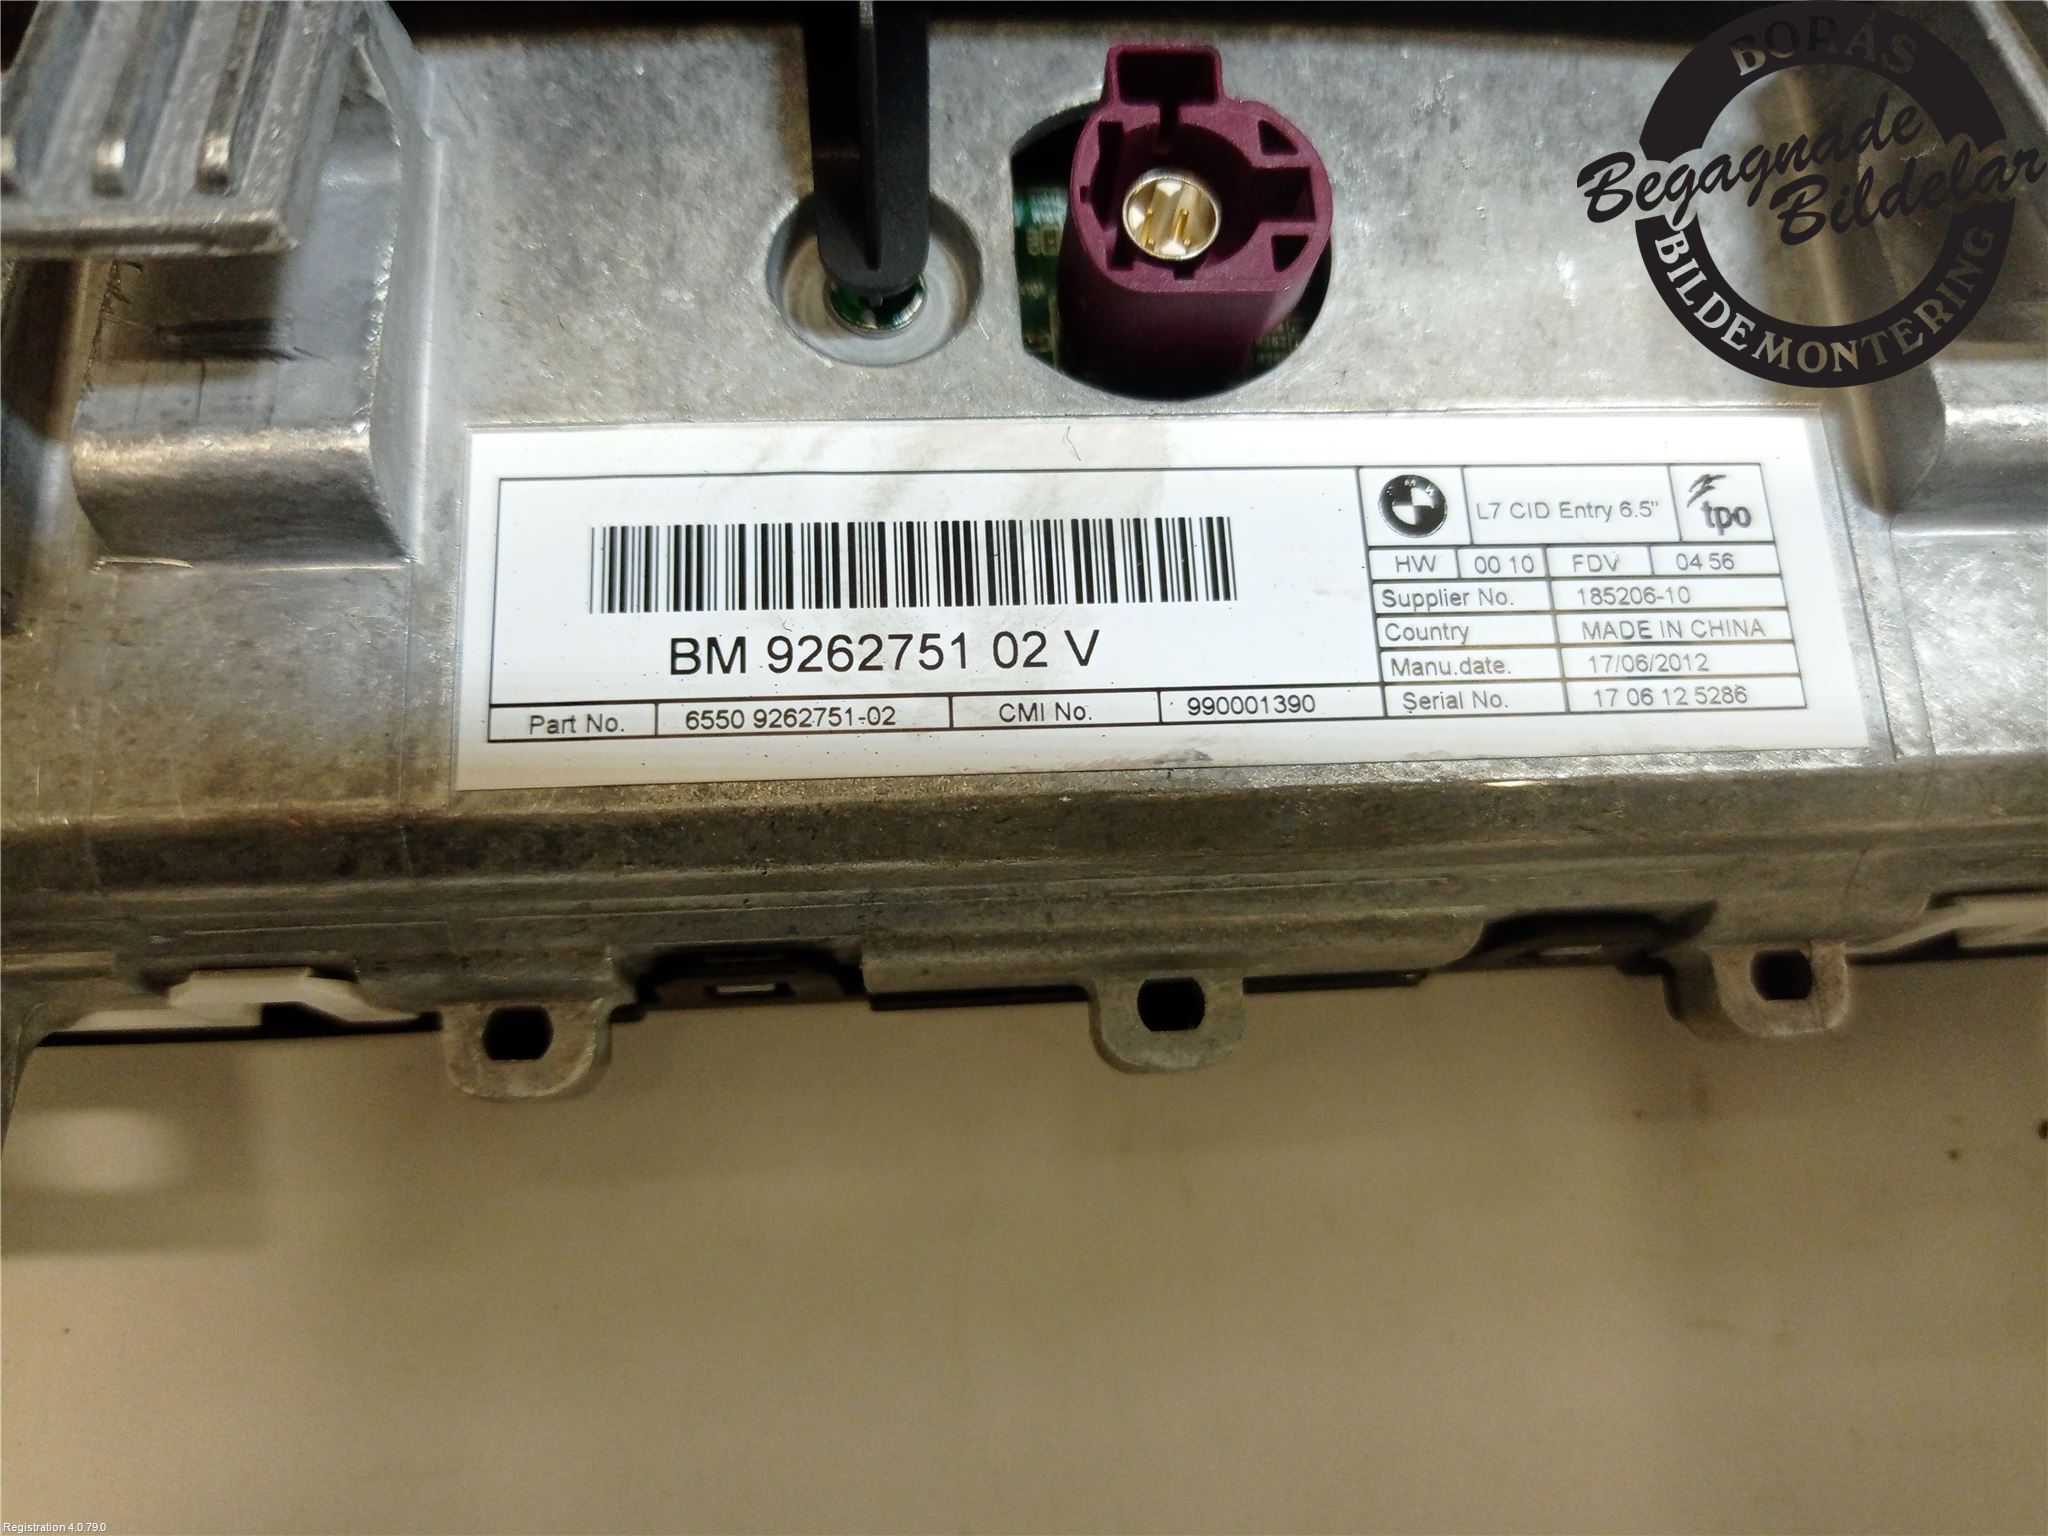 BORÅS
Begagnade
Bildelar
BILDEMONTERING
BM 9262751 02 V
Part No. 6550 9262751-02 CMI No. 990001390
BMW
L7 CID Entry 6.5" tpo
HW 00 10 FDV 04 56
Supplier No. 185206-10
Country MADE IN CHINA
Manu.date. 17/06/2012
Serial No. 17 06 12 5286
Registration 4.0.79.0